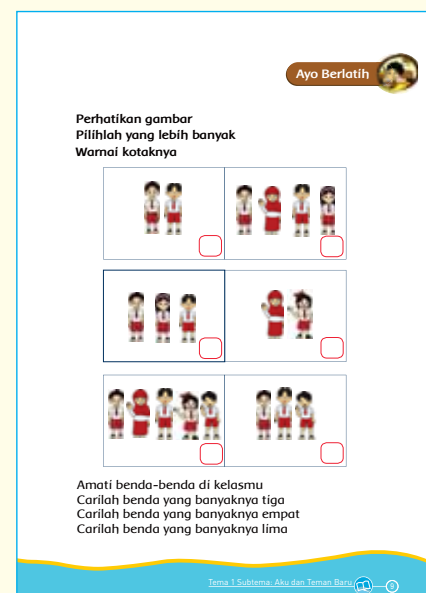 Ayo Berlatih
Perhatikan gambar
Pilihlah yang lebih banyak
Warnai kotaknya
Amati benda-benda di kelasmu
Carilah benda yang banyaknya tiga
Carilah benda yang banyaknya empat
Carilah benda yang banyaknya lima
Tema 1 Subtema: Aku dan Teman Baru